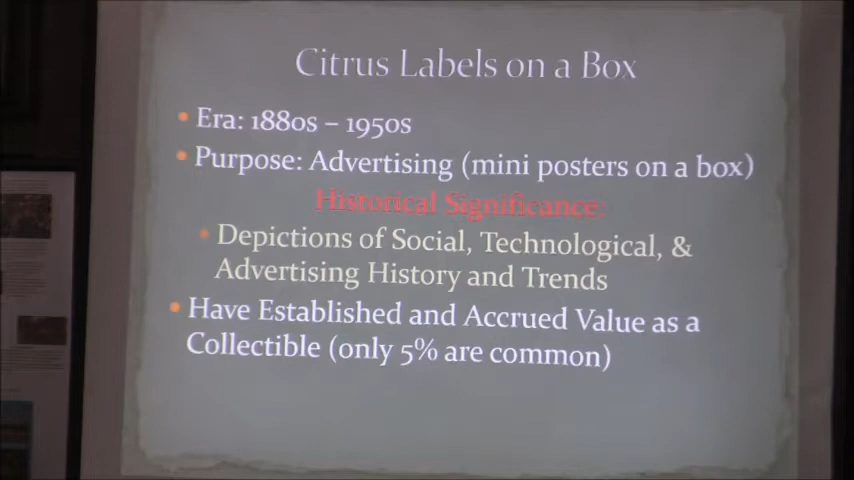 Citrus Labels on a Box
• Era: 1880s – 1950s
• Purpose: Advertising (mini posters on a box)
Historical Significance:
• Depictions of Social, Technological, &
Advertising History and Trends
• Have Established and Accrued Value as a
Collectible (only 5% are common)